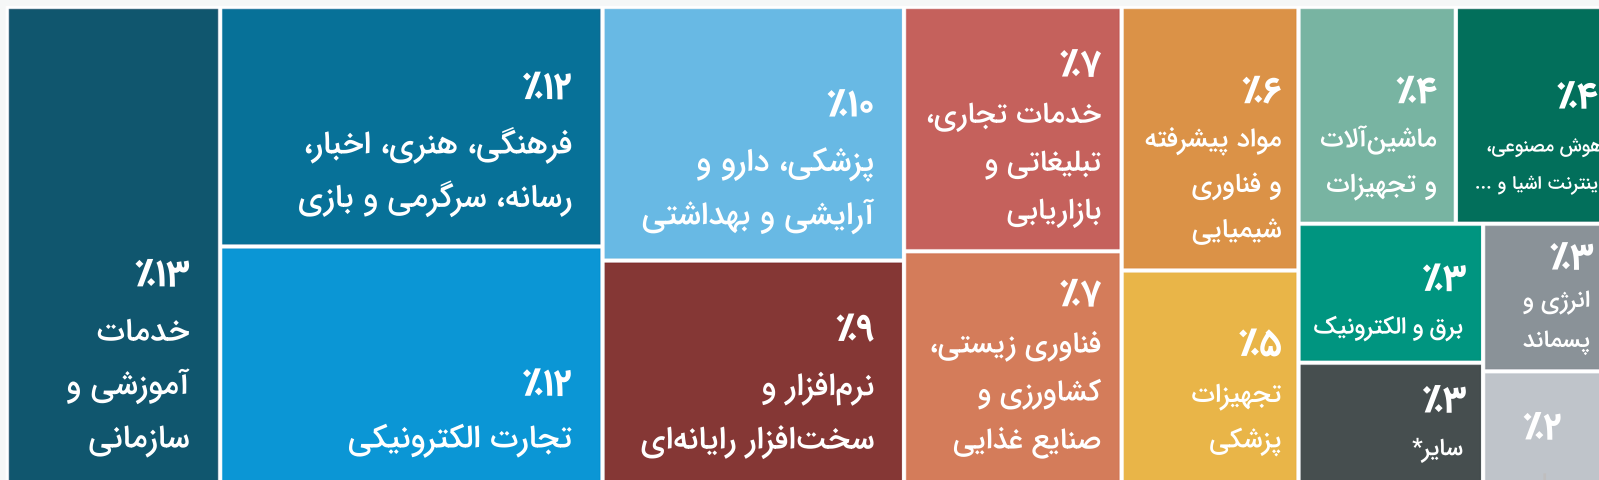 ٪۱۳
خدمات
آموزشی و
سازمانی
٪۱۲
فرهنگی، هنری، اخبار،
رسانه، سرگرمی و بازی
٪۱۲
تجارت الکترونیکی
٪۱۰
پزشکی، دارو و
آرایشی و بهداشتی
٪۹
نرم‌افزار و
سخت‌افزار رایانه‌ای
٪۷
خدمات تجاری،
تبلیغاتی و
بازاریابی
٪۷
فناوری زیستی،
کشاورزی و
صنایع غذایی
٪۶
مواد پیشرفته
و فناوری
شیمیایی
٪۵
تجهیزات
پزشکی
٪۴
ماشین‌آلات
و تجهیزات
٪۴
هوش مصنوعی،
ینترنت اشیا و ...
٪۳
برق و الکترونیک
٪۳
انرژی و
پسماند
٪۳
سایر*
٪۲